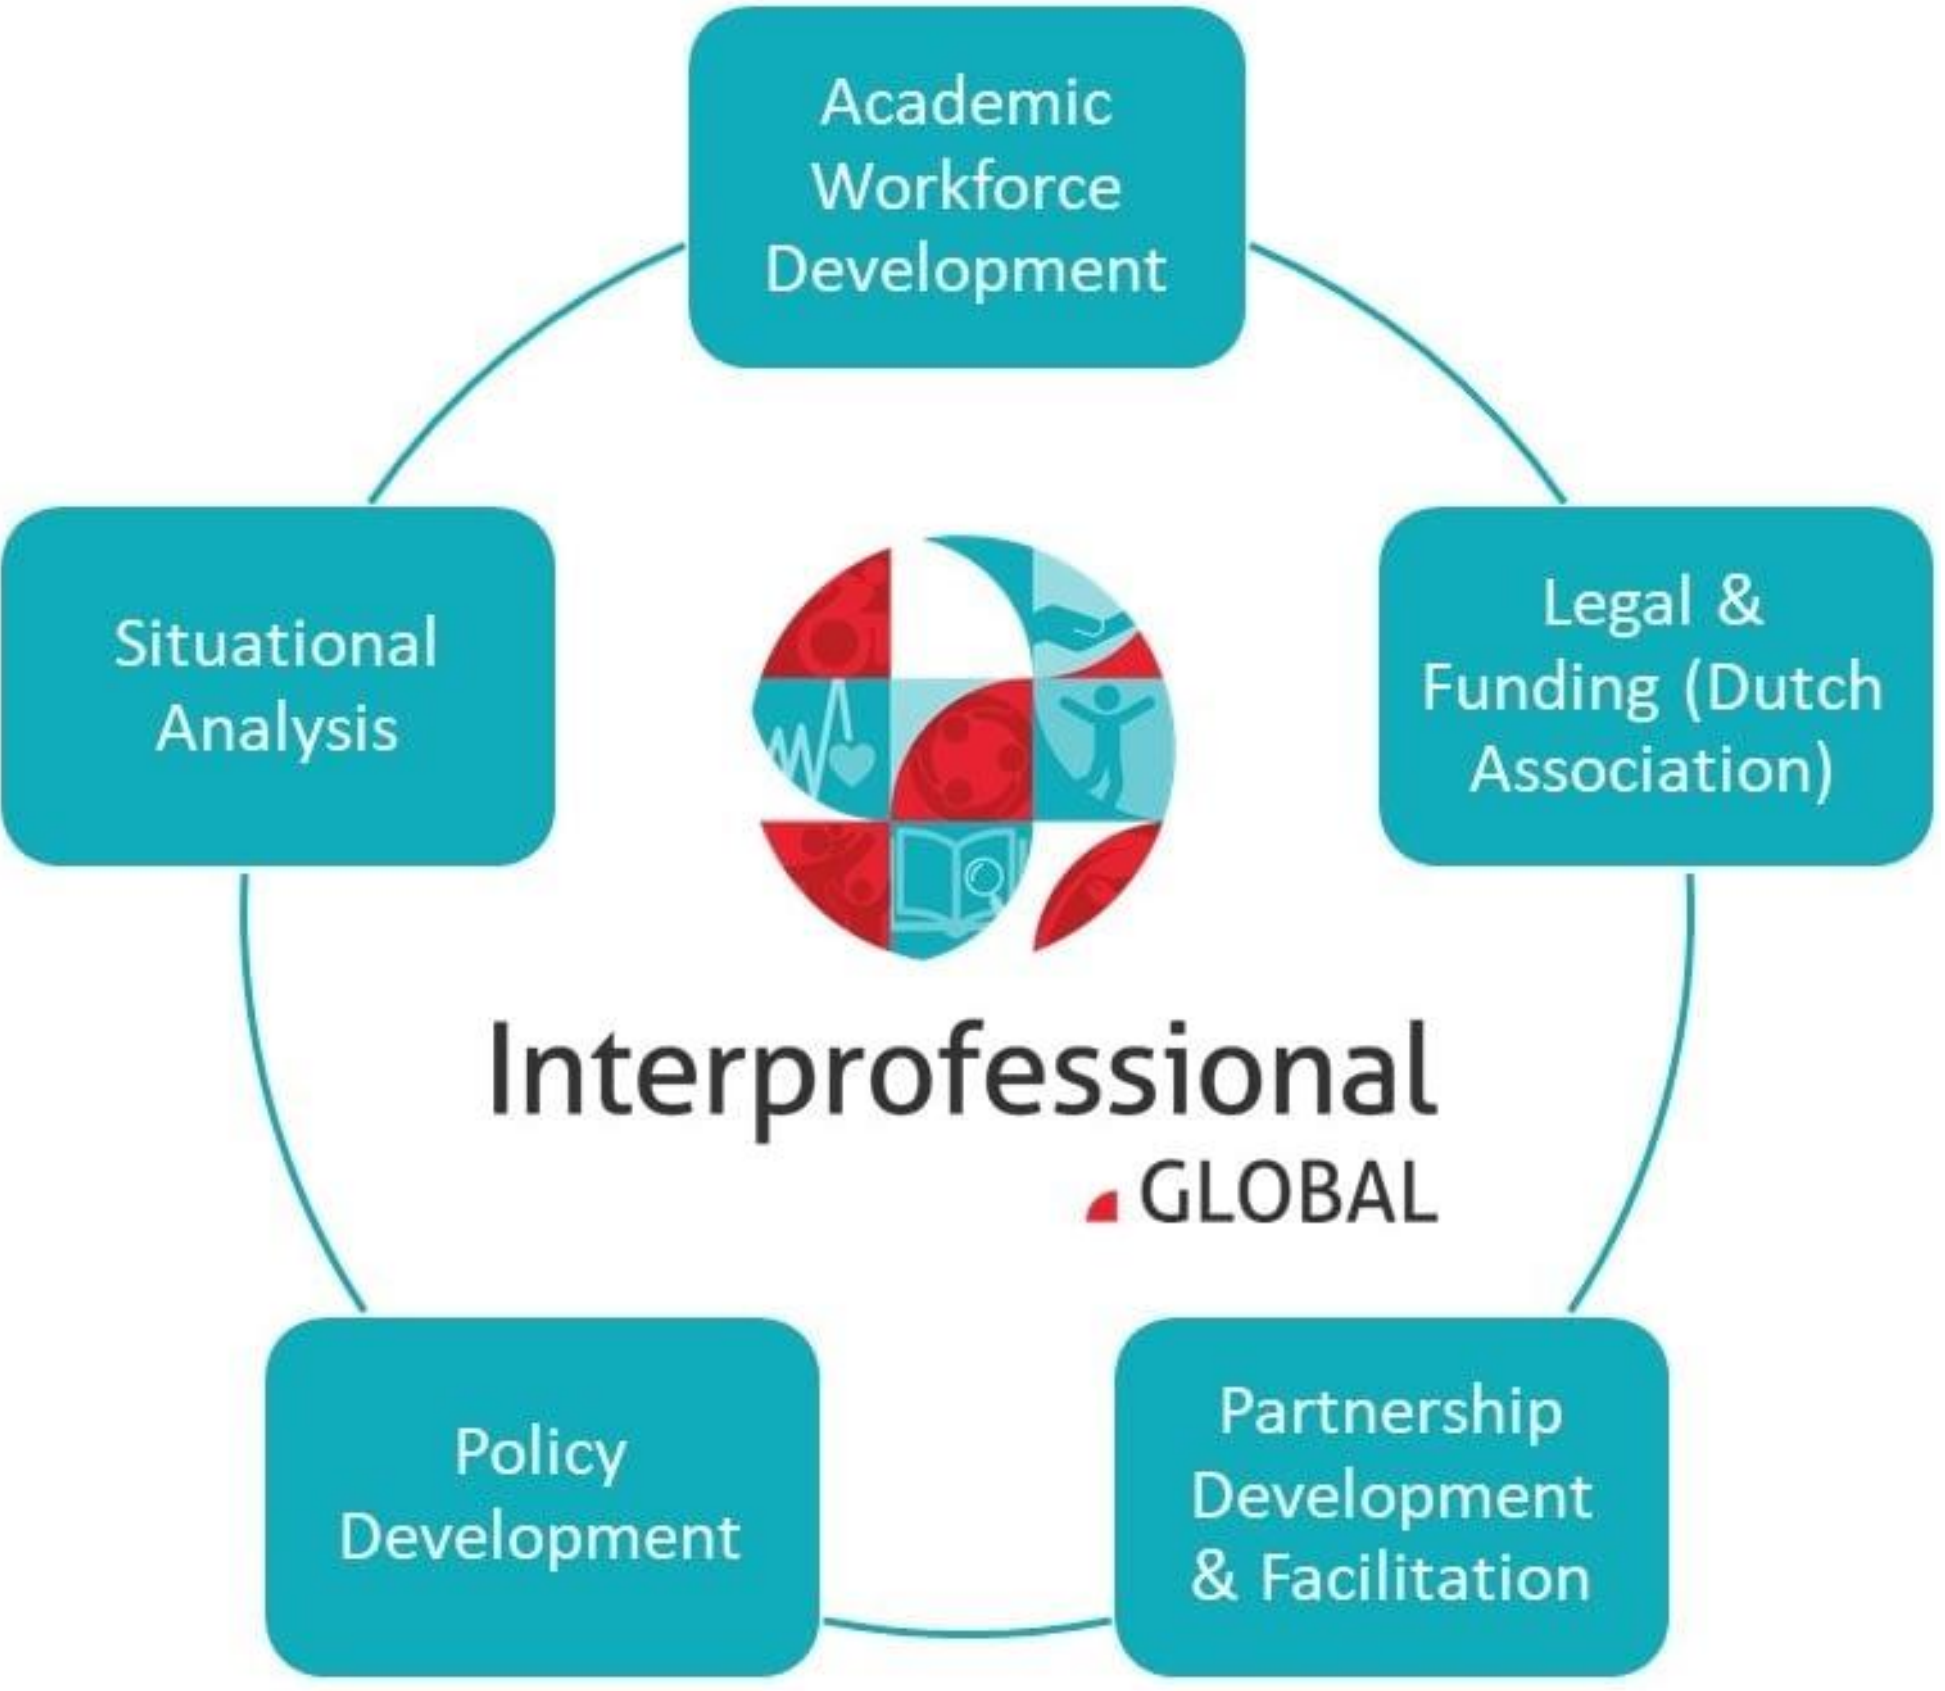 Academic
Workforce
Development
Situational
Analysis
Legal &
Funding (Dutch
Association)
Interprofessional
GLOBAL
Policy
Development
Partnership
Development
& Facilitation